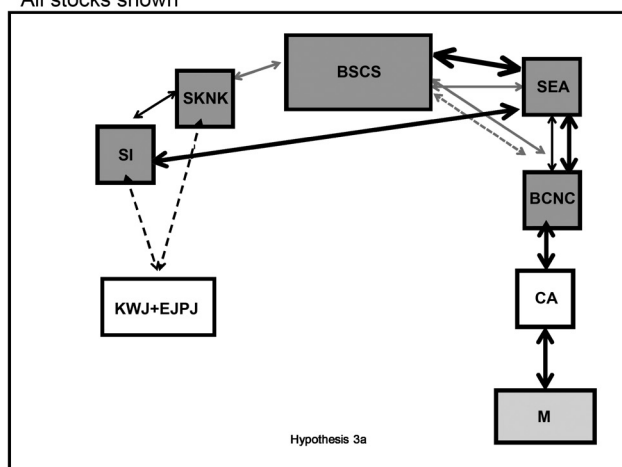 All stocks shown
BSCS
SEA
SKNK
SI
BCNC
KWJ+EJPJ
CA
M
Hypothesis 3a